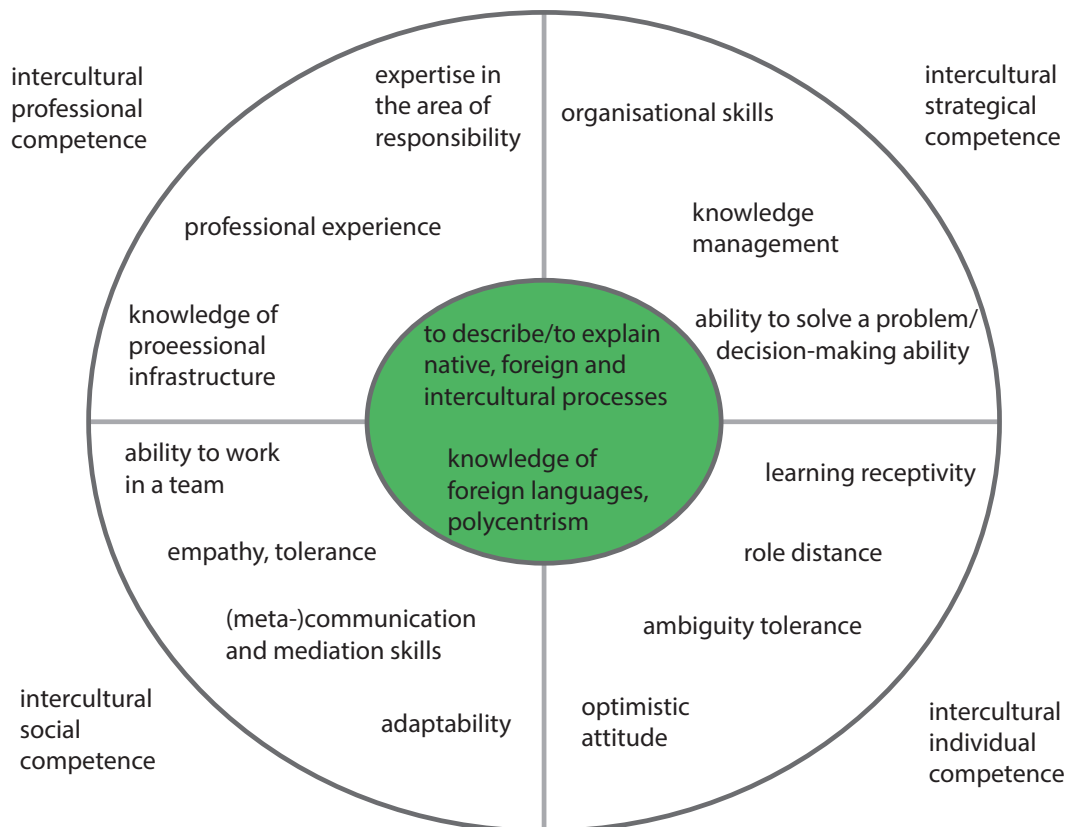 intercultural
professional
competence
expertise in
the area of
responsibility
professional experience
knowledge of
proeessional
infrastructure
organisational skills
knowledge
management
ability to solve a problem/
decision-making ability
intercultural
strategical
competence
to describe/to explain
native, foreign and
intercultural processes
knowledge of
foreign languages,
polycentrism
ability to work
in a team
empathy, tolerance
(meta-)communication
and mediation skills
adaptability
intercultural
social
competence
learning receptivity
role distance
ambiguity tolerance
optimistic
attitude
intercultural
individual
competence